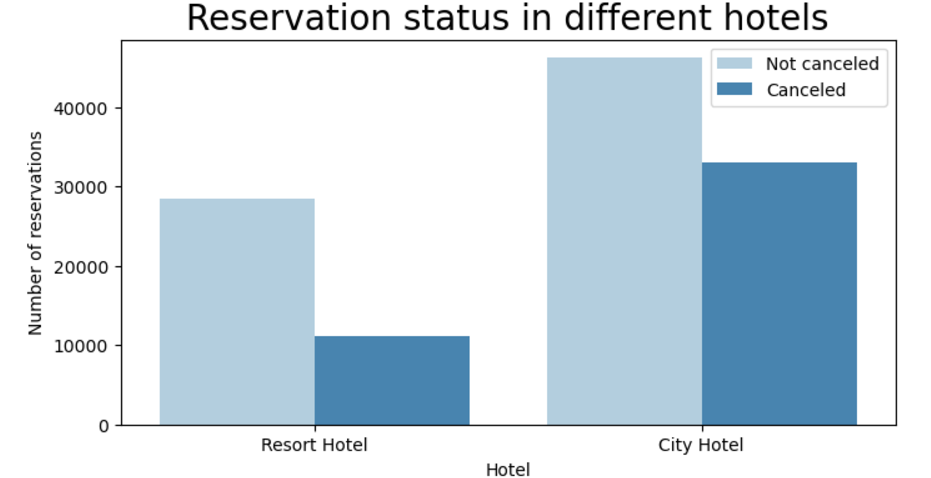 Reservation status in different hotels
Not canceled
Canceled
40000
30000
20000
10000
0
Number of reservations
Resort Hotel
City Hotel
Hotel